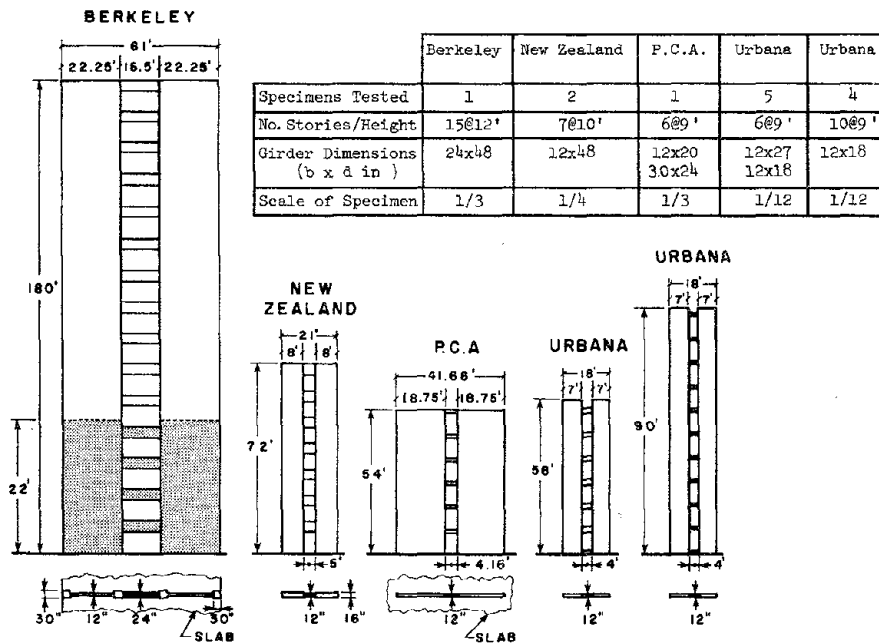 BERKELEY
61'
22.25' 16.5' 22.25'
180'
22'
30" 12" 24" 30"
SLAB
Berkeley New Zealand P.C.A. Urbana Urbana
Specimens Tested 1 2 1 5 4
No. Stories/Height 15@12' 7@10' 6@9' 6@9' 10@9'
Girder Dimensions 24x48 12x48 12x20 12x27 12x18
(b x d in ) 3.0x24 12x18
Scale of Specimen 1/3 1/4 1/3 1/12 1/12
NEW
ZEALAND
21'
8' 8'
72'
5'
12" 16"
P.C.A
41.66'
18.75' 18.75'
54'
4.16'
12"
SLAB
URBANA
18'
7' 7'
58'
4'
12"
URBANA
18'
7' 7'
90'
4'
12"